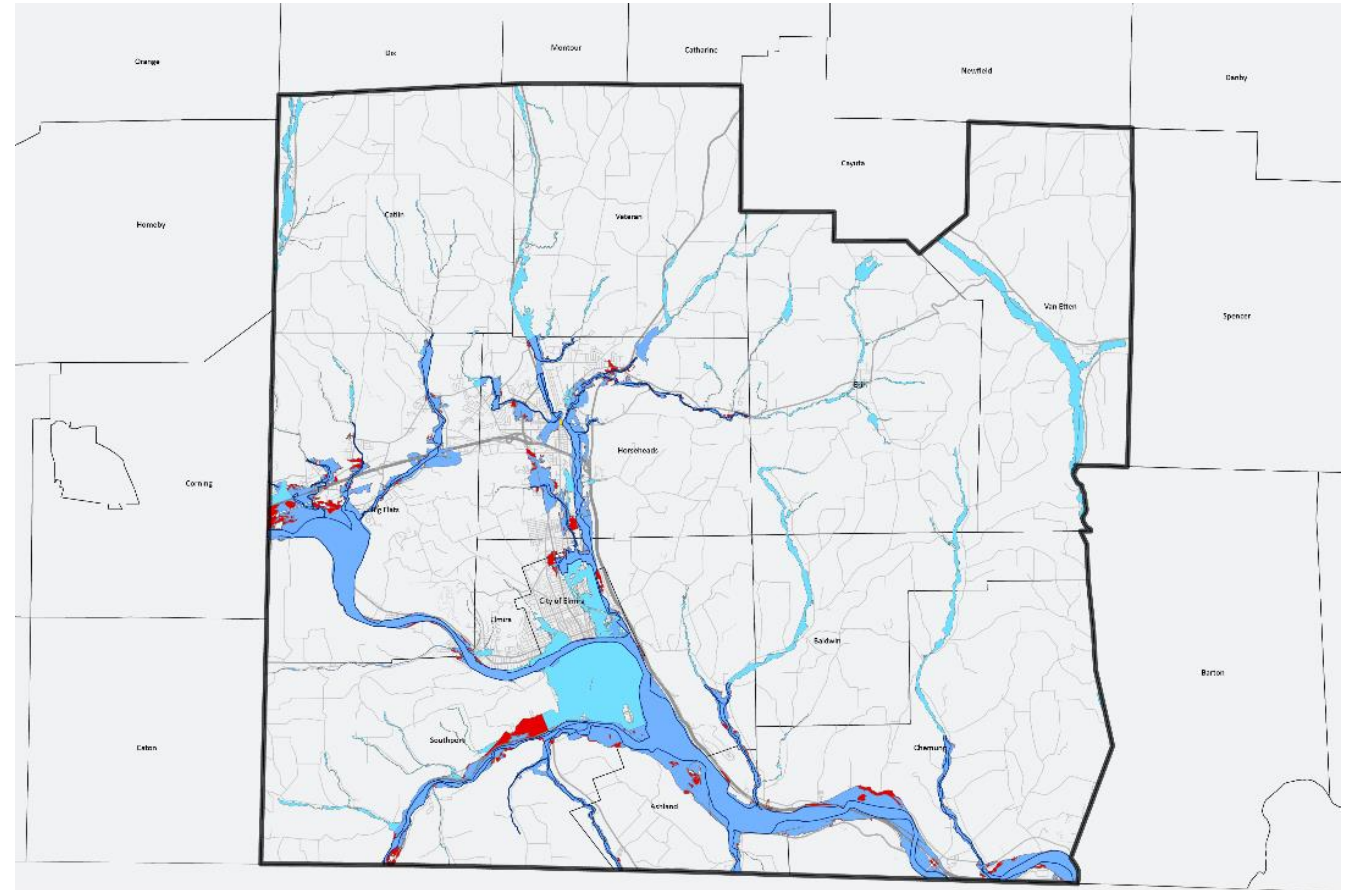 Orange
Dix
Montour
Catharine
Newfield
Danby
Cayuta
Hornby
Catlin
Veteran
Van Etten
Spencer
Erin
Horseheads
Corning
Big Flats
City of Elmira
Elmira
Baldwin
Barton
Caton
Southport
Chemung
Ashland